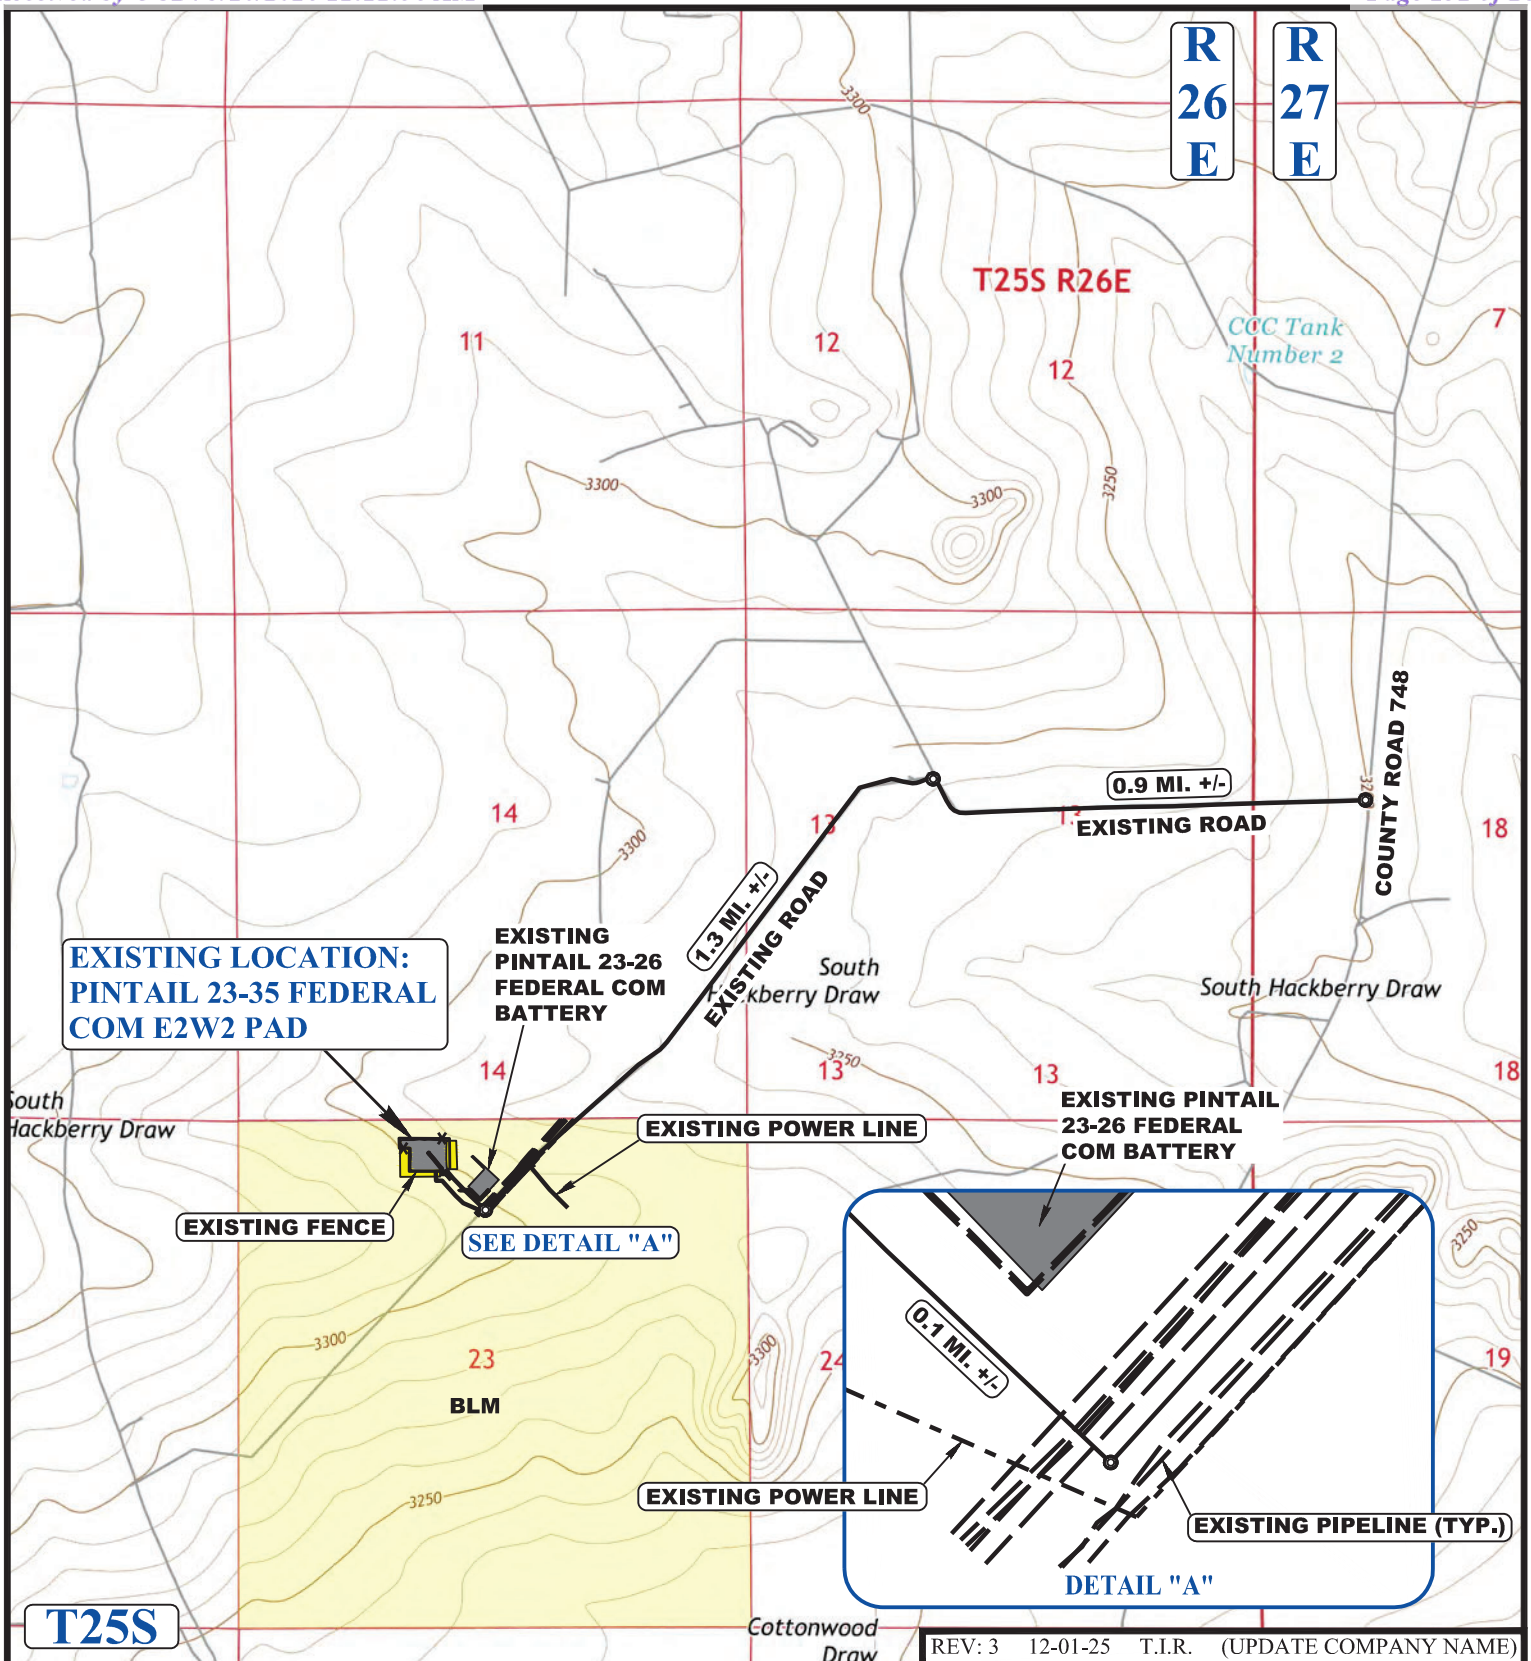 R
26
E
R
27
E
3300
T25S R26E
CCC Tank
Number 2
7
11
12
12
3300
3300
3250
COUNTY ROAD 748
0.9 MI. +/-
EXISTING ROAD
14
13
18
3300
1.3 MI. +/-
EXISTING ROAD
EXISTING
PINTAIL 23-26
FEDERAL COM
BATTERY
EXISTING LOCATION:
PINTAIL 23-35 FEDERAL
COM E2W2 PAD
South
Draw
South Hackberry Draw
3250
14
13
13
18
South
Hackberry Draw
EXISTING PINTAIL
23-26 FEDERAL
COM BATTERY
EXISTING POWER LINE
EXISTING FENCE
SEE DETAIL "A"
3250
0.1 MI. +/-
3300
3300
23
24
19
BLM
EXISTING POWER LINE
3250
EXISTING PIPELINE (TYP.)
DETAIL "A"
T25S
Cottonwood
Draw
REV: 3 12-01-25 T.I.R. (UPDATE COMPANY NAME)